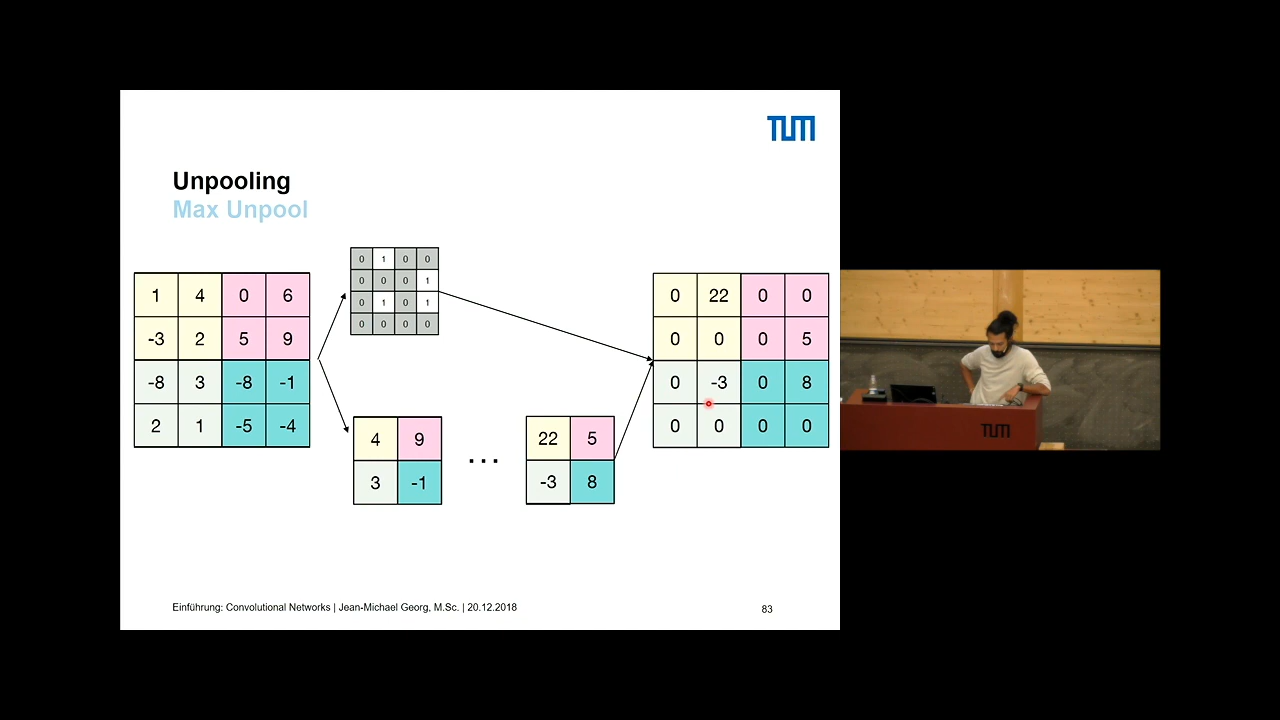 TUM
Unpooling
Max Unpool
0 1 0 0
0 0 0 1
0 1 0 1
0 0 0 0
1 4 0 6
-3 2 5 9
-8 3 -8 -1
2 1 -5 -4
4 9
3 -1
...
22 5
-3 8
0 22 0 0
0 0 0 5
0 -3 0 8
0 0 0 0
Einführung: Convolutional Networks | Jean-Michael Georg, M.Sc. | 20.12.2018
83
TUM